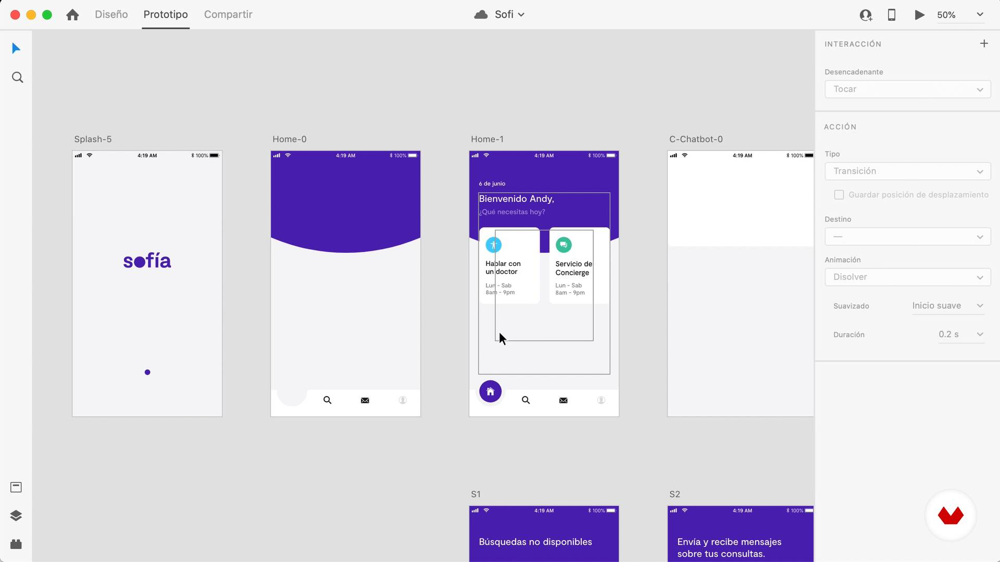 Diseño
Prototipo
Compartir
Sofi
50%
INTERACCIÓN
Desencadenante
Tocar
ACCIÓN
Tipo
Transición
Guardar posición de desplazamiento
Destino
—
Animación
Disolver
Suavizado
Inicio suave
Duración
0.2 s
Splash-5
4:19 AM
100%
sofía
Home-0
4:19 AM
100%
Home-1
4:19 AM
100%
6 de junio
Bienvenido Andy,
¿Qué necesitas hoy?
Hablar con
un doctor
Lun - Sab
8am - 9pm
Servicio de
Concierge
Lun - Sab
8am - 9pm
C-Chatbot-0
4:19 AM
100%
S1
4:19 AM
100%
Búsquedas no disponibles
S2
4:19 AM
100%
Envía y recibe mensajes
sobre tus consultas.